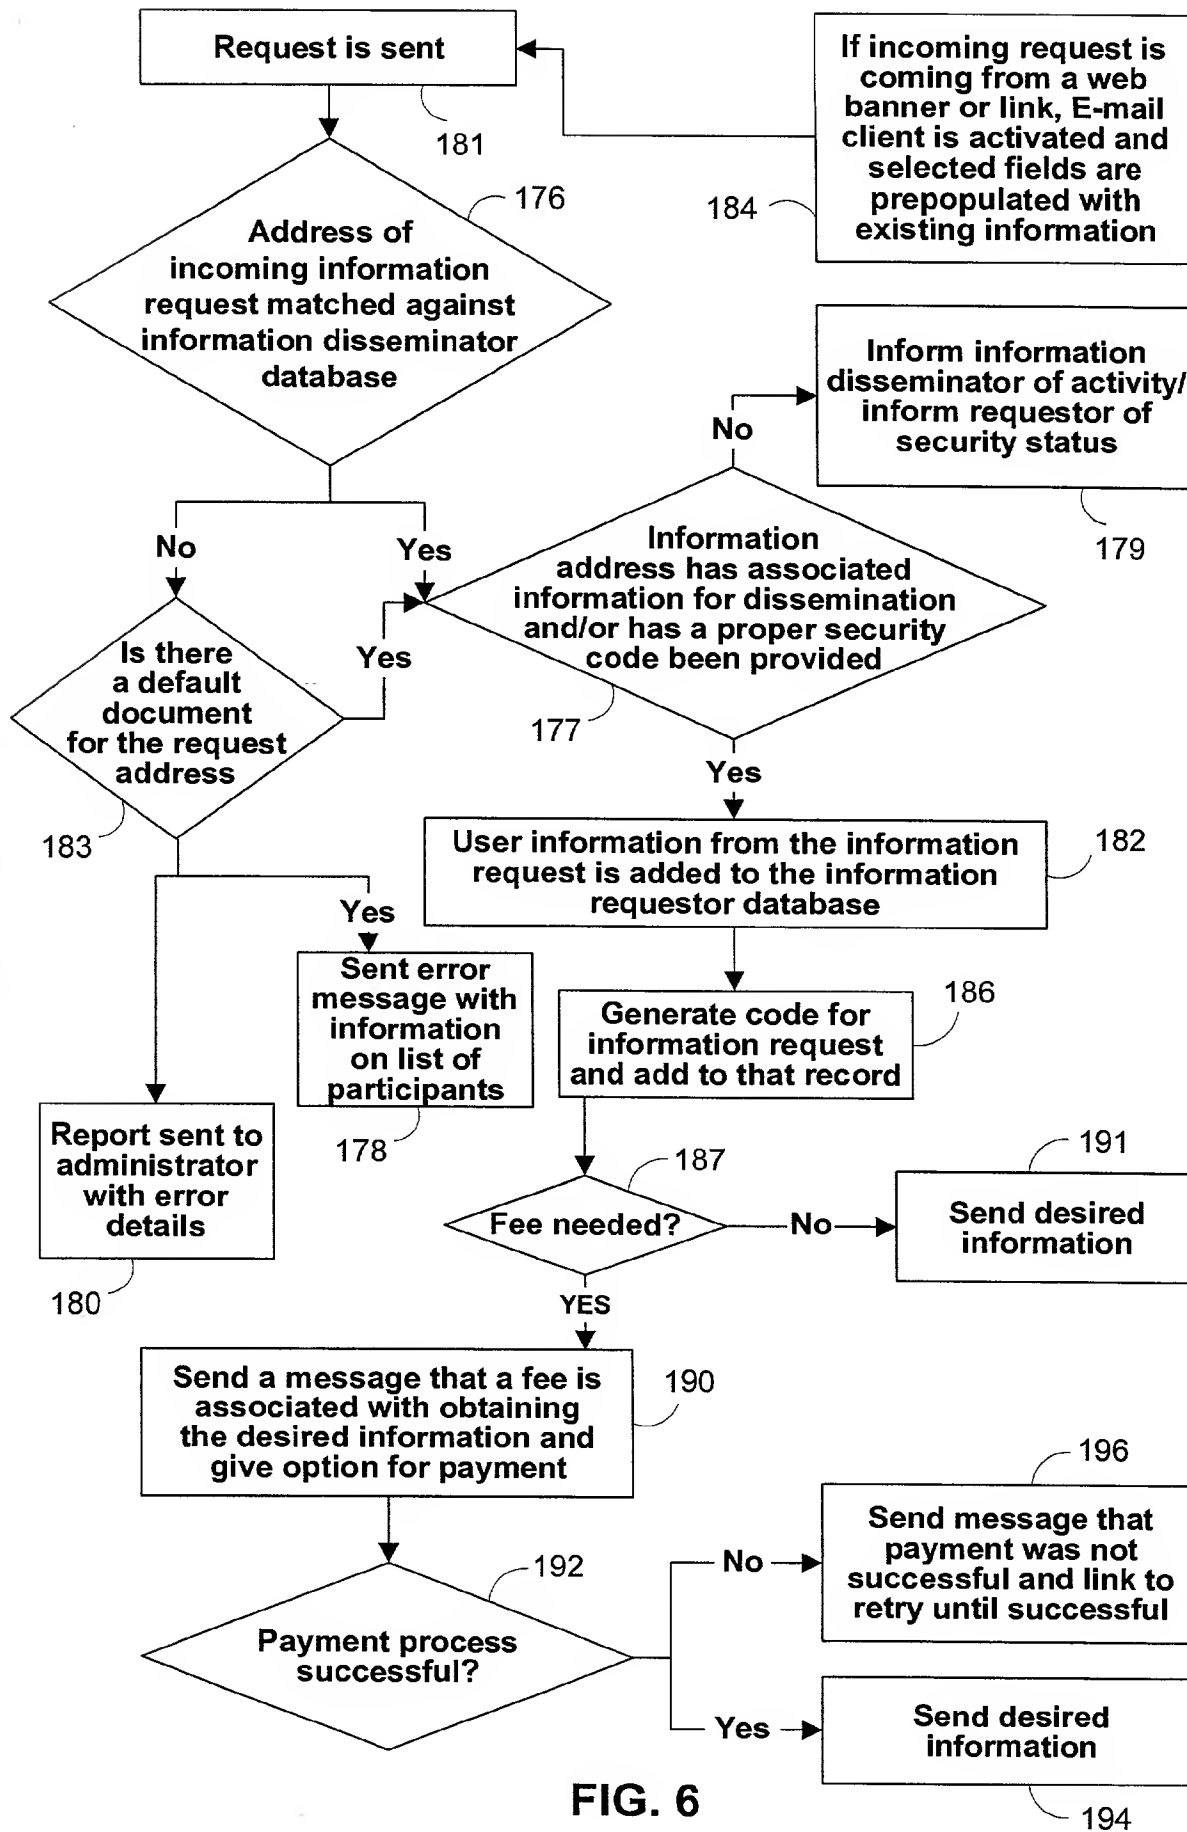 Request is sent
181
If incoming request is
coming from a web
banner or link, E-mail
client is activated and
selected fields are
prepopulated with
existing information
184
176
Address of
incoming information
request matched against
information disseminator
database
Inform information
disseminator of activity/
inform requestor of
security status
179
No
No
Yes
Information
address has associated
information for dissemination
and/or has a proper security
code been provided
177
Is there
a default
document
for the request
address
183
Yes
Yes
User information from the information
request is added to the information
requestor database
182
Yes
Sent error
message with
information
on list of
participants
178
Generate code for
information request
and add to that record
186
Report sent to
administrator
with error
details
180
187
Fee needed?
No
191
Send desired
information
YES
Send a message that a fee is
associated with obtaining
the desired information and
give option for payment
190
196
Send message that
payment was not
successful and link to
retry until successful
No
192
Payment process
successful?
Yes
Send desired
information
194
FIG. 6